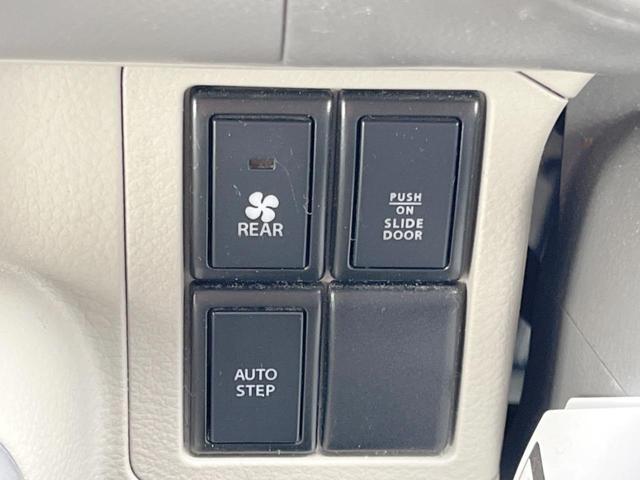 REAR
PUSH
ON
SLIDE
DOOR
AUTO
STEP